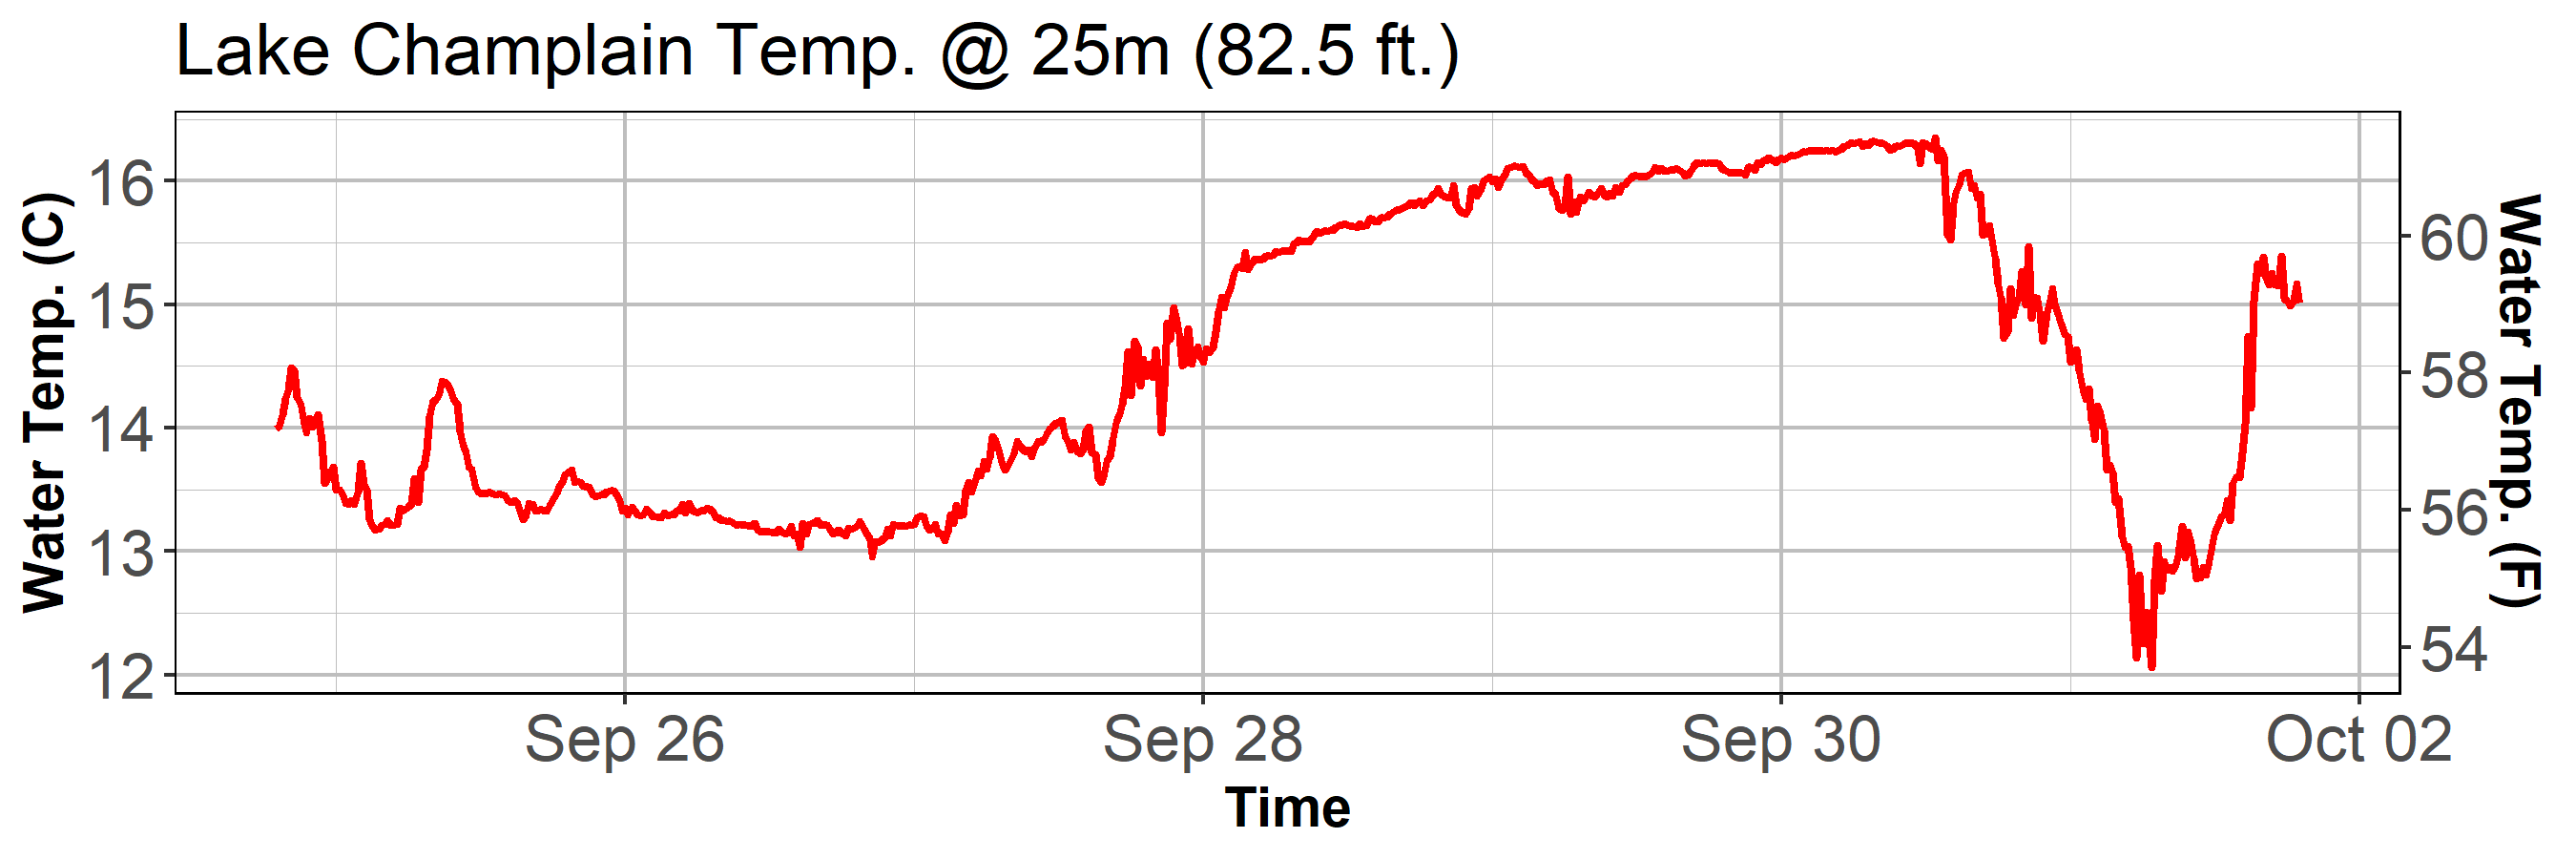 Lake Champlain Temp. @ 25m (82.5 ft.)
Water Temp. (C)
16
15
14
13
12
Water Temp. (F)
60
58
56
54
Sep 26
Sep 28
Sep 30
Oct 02
Time